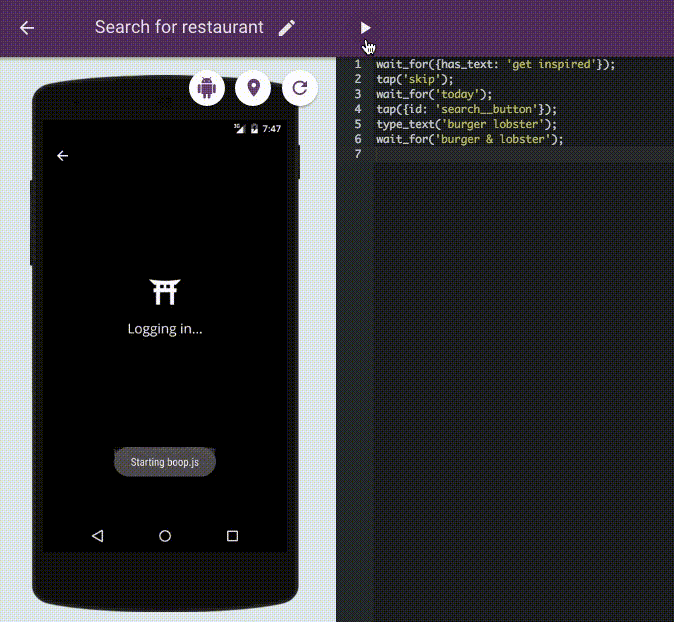 Search for restaurant
3G 7:47
Logging in...
Starting boop.js
1 wait_for({has_text: 'get inspired'});
2 tap('skip');
3 wait_for('today');
4 tap({id: 'search__button'});
5 type_text('burger lobster');
6 wait_for('burger & lobster');
7